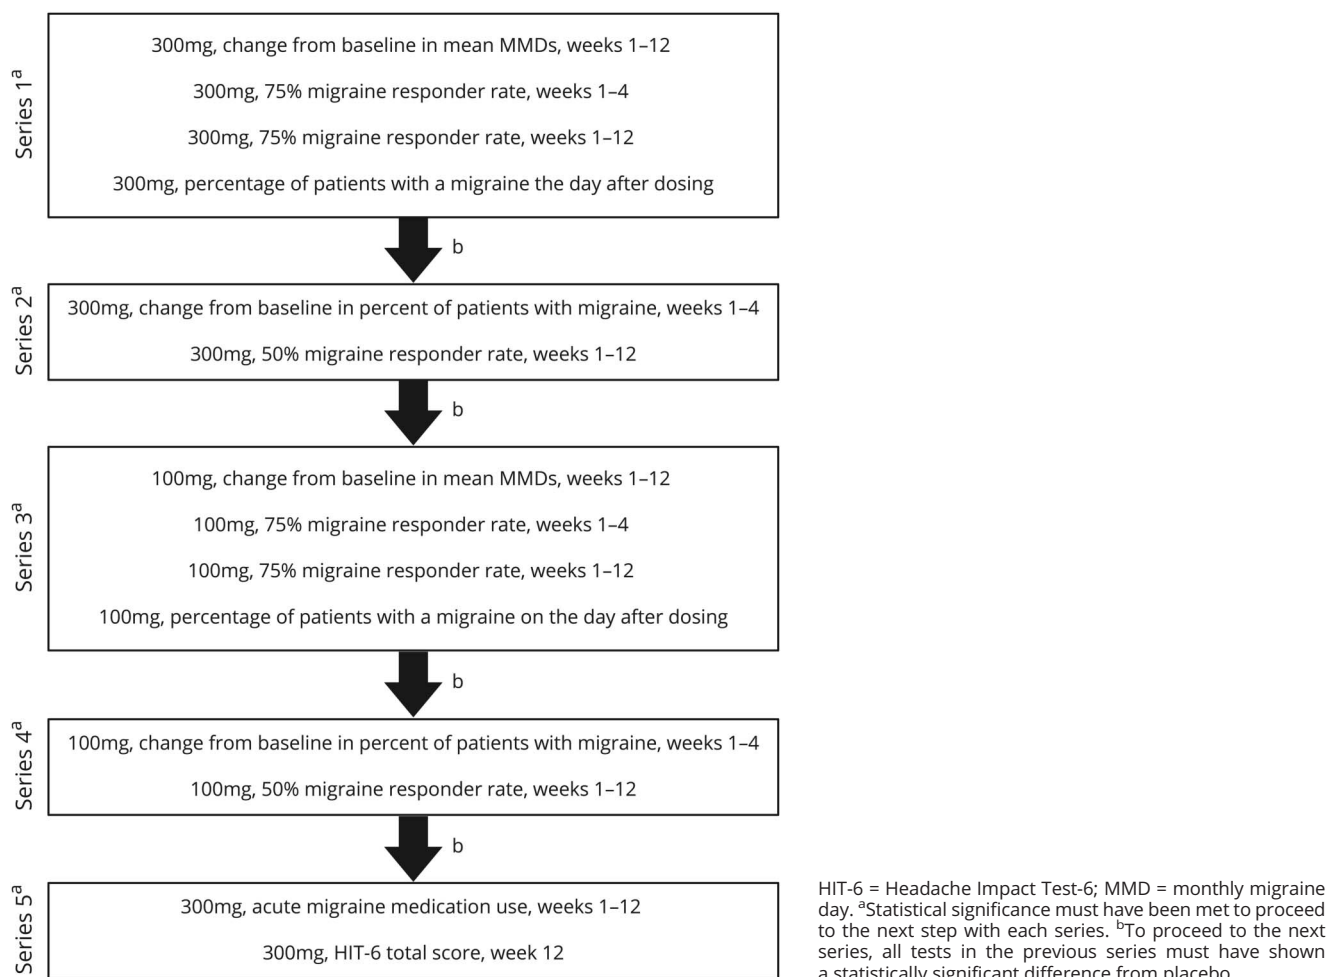 Series 1a
300mg, change from baseline in mean MMDs, weeks 1–12
300mg, 75% migraine responder rate, weeks 1–4
300mg, 75% migraine responder rate, weeks 1–12
300mg, percentage of patients with a migraine the day after dosing
b
Series 2a
300mg, change from baseline in percent of patients with migraine, weeks 1–4
300mg, 50% migraine responder rate, weeks 1–12
b
Series 3a
100mg, change from baseline in mean MMDs, weeks 1–12
100mg, 75% migraine responder rate, weeks 1–4
100mg, 75% migraine responder rate, weeks 1–12
100mg, percentage of patients with a migraine on the day after dosing
b
Series 4a
100mg, change from baseline in percent of patients with migraine, weeks 1–4
100mg, 50% migraine responder rate, weeks 1–12
b
Series 5a
300mg, acute migraine medication use, weeks 1–12
300mg, HIT-6 total score, week 12
HIT-6 = Headache Impact Test-6; MMD = monthly migraine
day. aStatistical significance must have been met to proceed
to the next step with each series. bTo proceed to the next
series, all tests in the previous series must have shown
a statistically significant difference from placebo